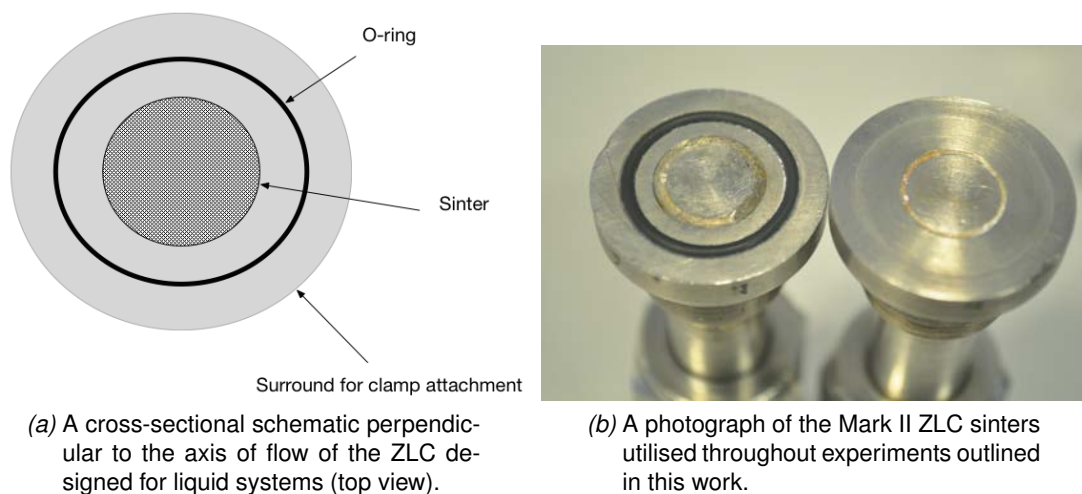 O-ring
Sinter
Surround for clamp attachment
(a) A cross-sectional schematic perpendic-
ular to the axis of flow of the ZLC de-
signed for liquid systems (top view).
(b) A photograph of the Mark II ZLC sinters
utilised throughout experiments outlined
in this work.